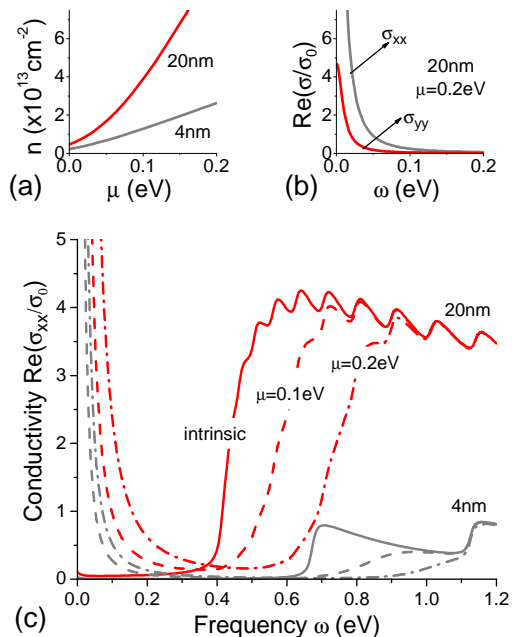 n (x10¹³cm⁻²)
6
4
2
0
20nm
4nm
0.0
0.1
0.2
μ (eV)
(a)
Re(σ/σ₀)
6
4
2
0
σxx
20nm
μ=0.2eV
σyy
0.0
0.1
0.2
ω (eV)
(b)
Conductivity Re(σxx/σ₀)
5
4
3
2
1
0
20nm
μ=0.2eV
μ=0.1eV
intrinsic
4nm
0.0
0.2
0.4
0.6
0.8
1.0
1.2
Frequency ω (eV)
(c)